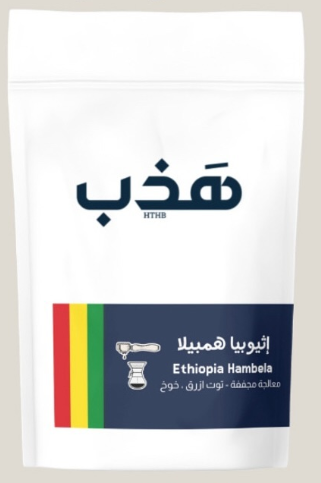 هَذب
HTHB
إثيوبيا همبيلا
Ethiopia Hambela
معالجة مجففة - توت ازرق . خوخ